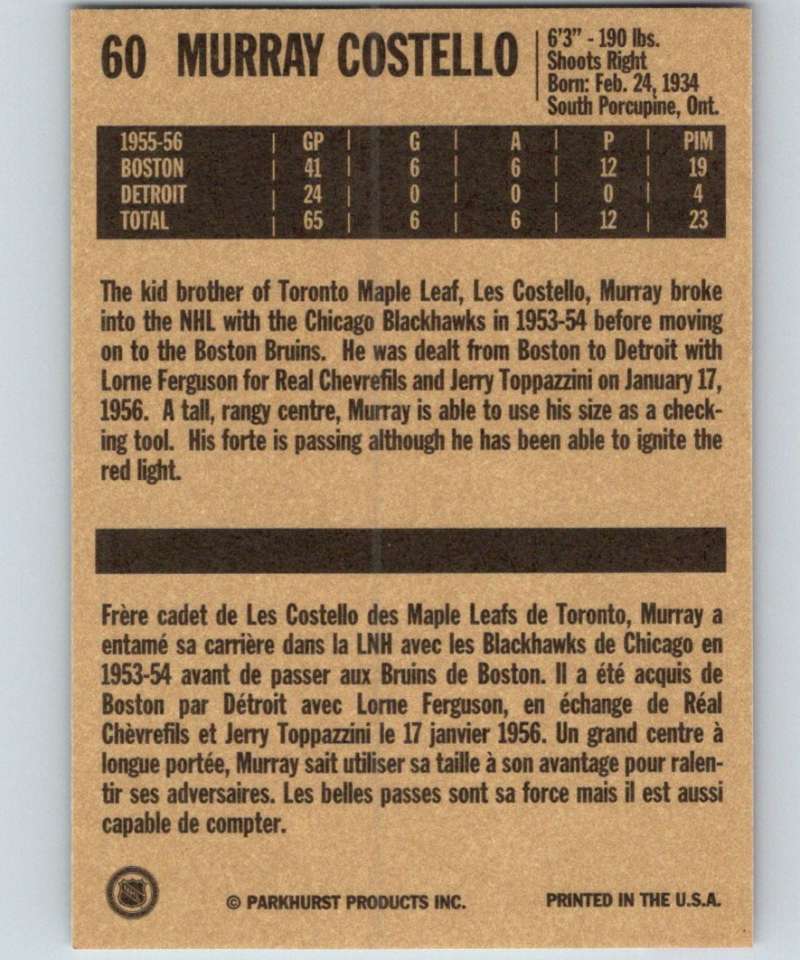 60 MURRAY COSTELLO
6'3" - 190 lbs.
Shoots Right
Born: Feb. 24, 1934
South Porcupine, Ont.
1955-56 | GP | G | A | P | PIM
BOSTON | 41 | 6 | 6 | 12 | 19
DETROIT | 24 | 0 | 0 | 0 | 4
TOTAL | 65 | 6 | 6 | 12 | 23
The kid brother of Toronto Maple Leaf, Les Costello, Murray broke
into the NHL with the Chicago Blackhawks in 1953-54 before moving
on to the Boston Bruins. He was dealt from Boston to Detroit with
Lorne Ferguson for Real Chevrefils and Jerry Toppazzini on January 17,
1956. A tall, rangy centre, Murray is able to use his size as a check-
ing tool. His forte is passing although he has been able to ignite the
red light.
Frère cadet de Les Costello des Maple Leafs de Toronto, Murray a
entamé sa carrière dans la LNH avec les Blackhawks de Chicago en
1953-54 avant de passer aux Bruins de Boston. Il a été acquis de
Boston par Détroit avec Lorne Ferguson, en échange de Réal
Chèvrefils et Jerry Toppazzini le 17 janvier 1956. Un grand centre à
longue portée, Murray sait utiliser sa taille à son avantage pour ralen-
tir ses adversaires. Les belles passes sont sa force mais il est aussi
capable de compter.
© PARKHURST PRODUCTS INC. PRINTED IN THE U.S.A.